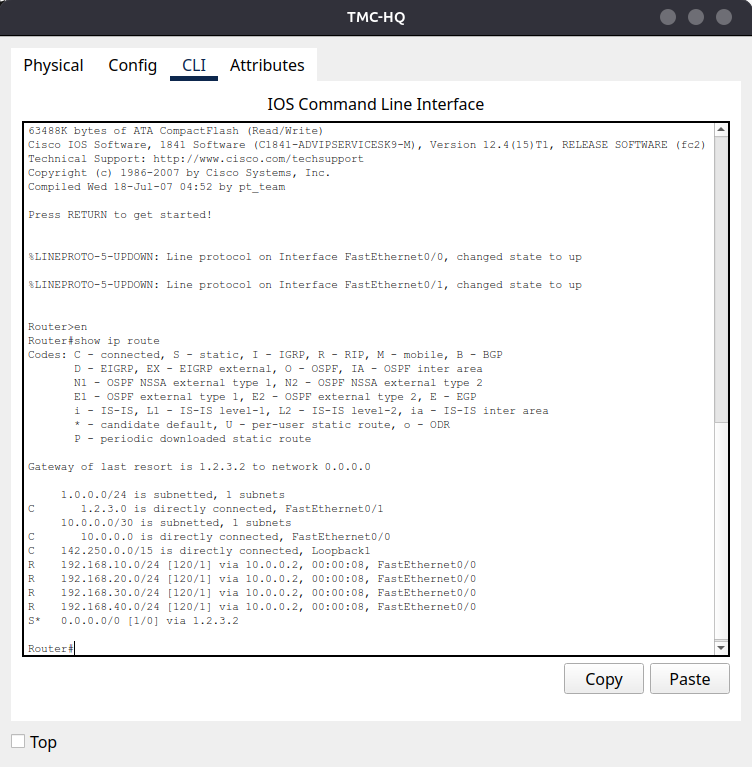 TMC-HQ
Physical Config CLI Attributes
IOS Command Line Interface
63488K bytes of ATA CompactFlash (Read/Write)
Cisco IOS Software, 1841 Software (C1841-ADVIPSERVICESK9-M), Version 12.4(15)T1, RELEASE SOFTWARE (fc2)
Technical Support: http://www.cisco.com/techsupport
Copyright (c) 1986-2007 by Cisco Systems, Inc.
Compiled Wed 18-Jul-07 04:52 by pt_team
Press RETURN to get started!
%LINEPROTO-5-UPDOWN: Line protocol on Interface FastEthernet0/0, changed state to up
%LINEPROTO-5-UPDOWN: Line protocol on Interface FastEthernet0/1, changed state to up
Router>en
Router#show ip route
Codes: C - connected, S - static, I - IGRP, R - RIP, M - mobile, B - BGP
D - EIGRP, EX - EIGRP external, O - OSPF, IA - OSPF inter area
N1 - OSPF NSSA external type 1, N2 - OSPF NSSA external type 2
E1 - OSPF external type 1, E2 - OSPF external type 2, E - EGP
i - IS-IS, L1 - IS-IS level-1, L2 - IS-IS level-2, ia - IS-IS inter area
* - candidate default, U - per-user static route, o - ODR
P - periodic downloaded static route
Gateway of last resort is 1.2.3.2 to network 0.0.0.0
1.0.0.0/24 is subnetted, 1 subnets
C 1.2.3.0 is directly connected, FastEthernet0/1
10.0.0.0/30 is subnetted, 1 subnets
C 10.0.0.0 is directly connected, FastEthernet0/0
C 142.250.0.0/15 is directly connected, Loopback1
R 192.168.10.0/24 [120/1] via 10.0.0.2, 00:00:08, FastEthernet0/0
R 192.168.20.0/24 [120/1] via 10.0.0.2, 00:00:08, FastEthernet0/0
R 192.168.30.0/24 [120/1] via 10.0.0.2, 00:00:08, FastEthernet0/0
R 192.168.40.0/24 [120/1] via 10.0.0.2, 00:00:08, FastEthernet0/0
S* 0.0.0.0/0 [1/0] via 1.2.3.2
Router#
Copy Paste
Top